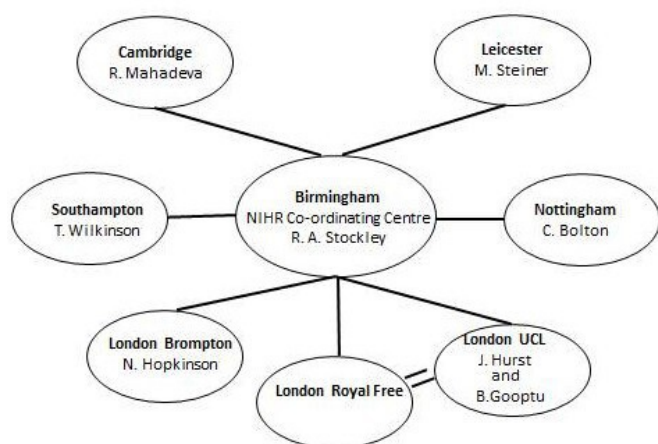 Cambridge
R. Mahadeva
Leicester
M. Steiner
Birmingham
NIHR Co-ordinating Centre
R. A. Stockley
Southampton
T. Wilkinson
Nottingham
C. Bolton
London Brompton
N. Hopkinson
London Royal Free
London UCL
J. Hurst
and
B.Gooptu